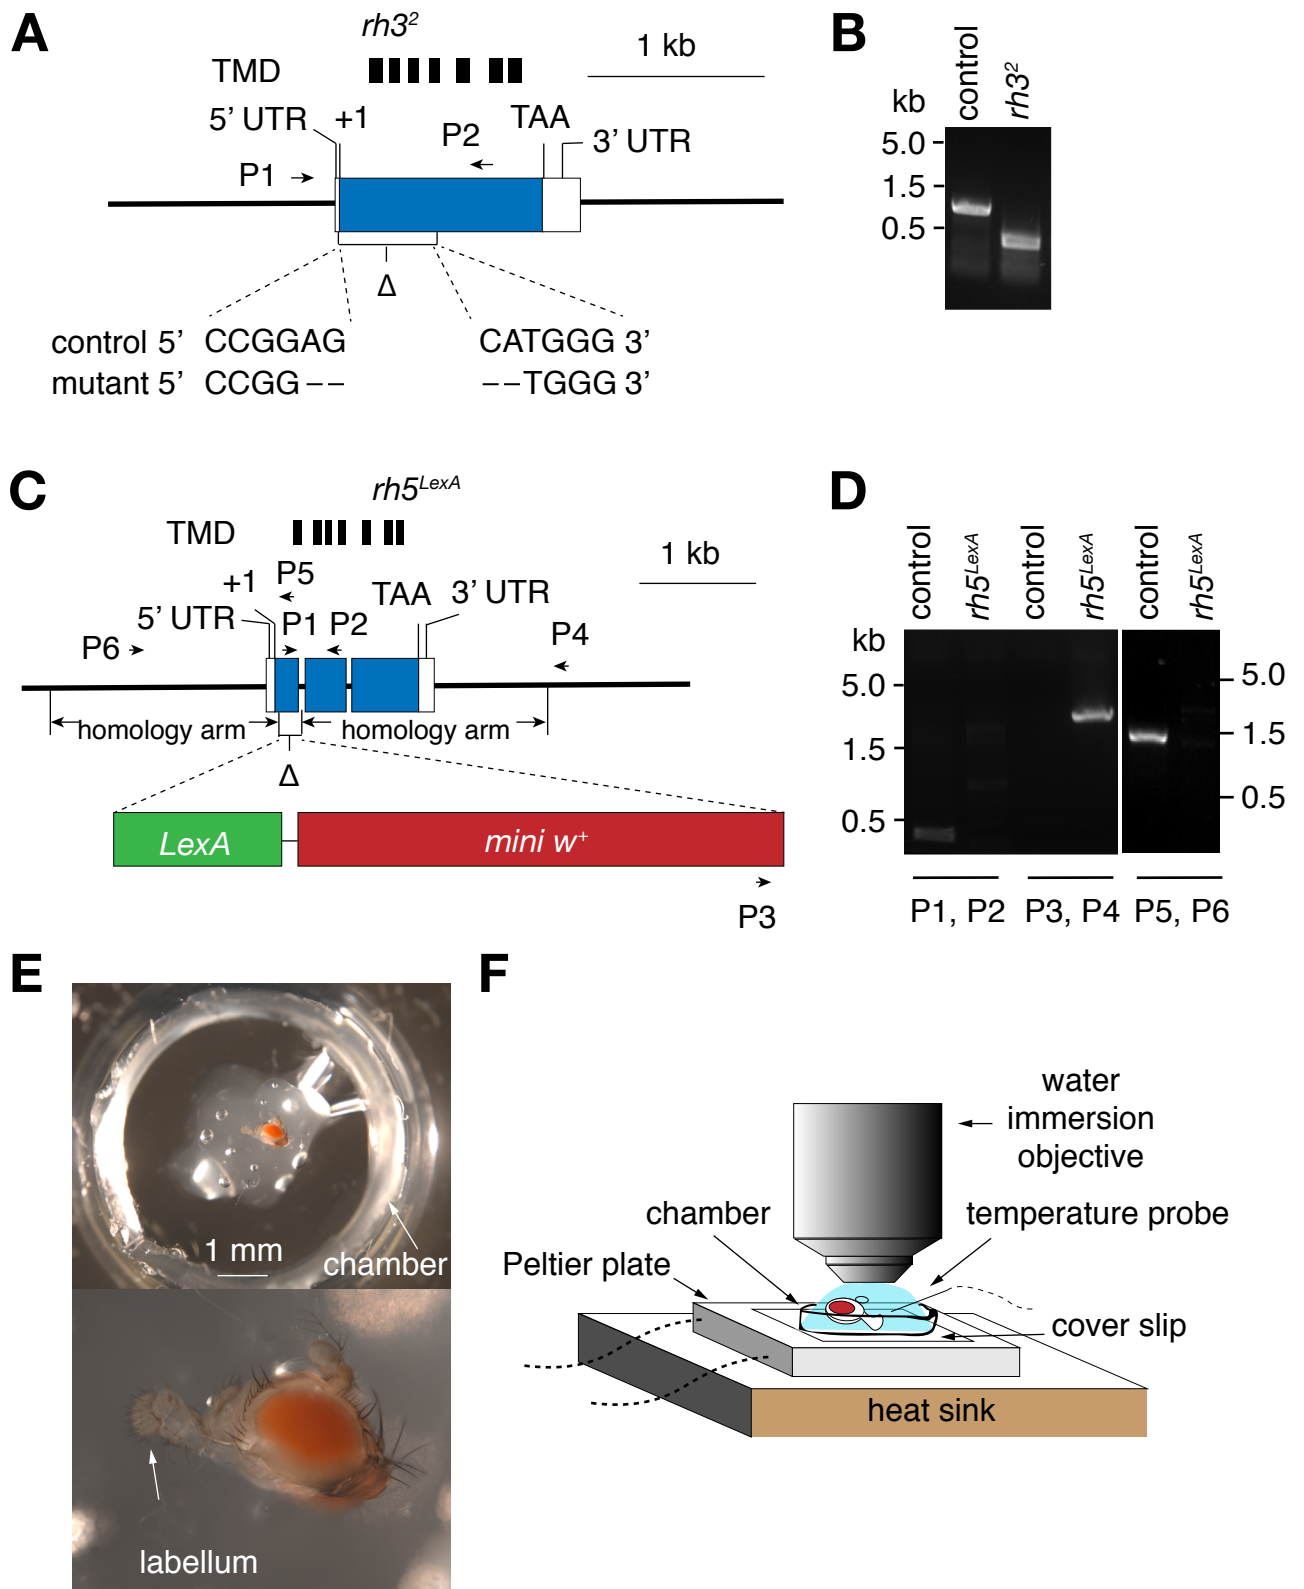 A
rh3²
TMD
1 kb
5’ UTR
+1
TAA
P2
3’ UTR
P1
Δ
control 5’ CCGGAG CATGGG 3’
mutant 5’ CCGG – – – – TGGG 3’
B
control
rh3²
kb
5.0
1.5
0.5
C
rh5^LexA
TMD
1 kb
+1
P5
TAA
3’ UTR
5’ UTR
P1
P2
P6
P4
homology arm
homology arm
Δ
LexA
mini w⁺
P3
D
control
rh5^LexA
control
rh5^LexA
control
rh5^LexA
kb
5.0
1.5
0.5
5.0
1.5
0.5
P1, P2
P3, P4
P5, P6
E
1 mm
chamber
labellum
F
water
immersion
objective
chamber
temperature probe
Peltier plate
cover slip
heat sink